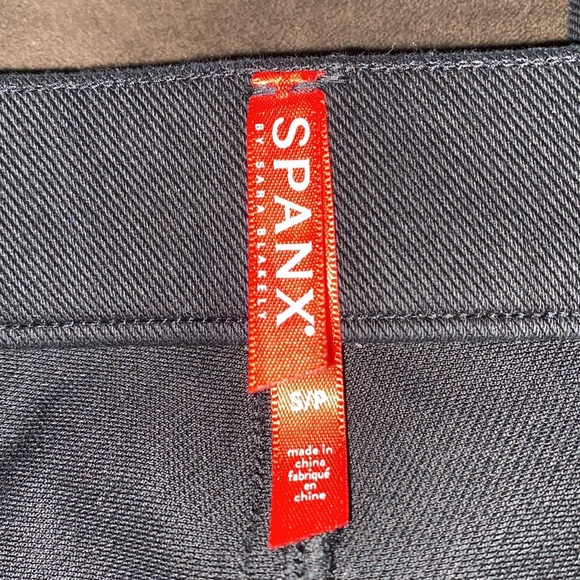 SPANX®
BY SARA BLAKELY
S/P
made in
china
fabriqué
en
chine